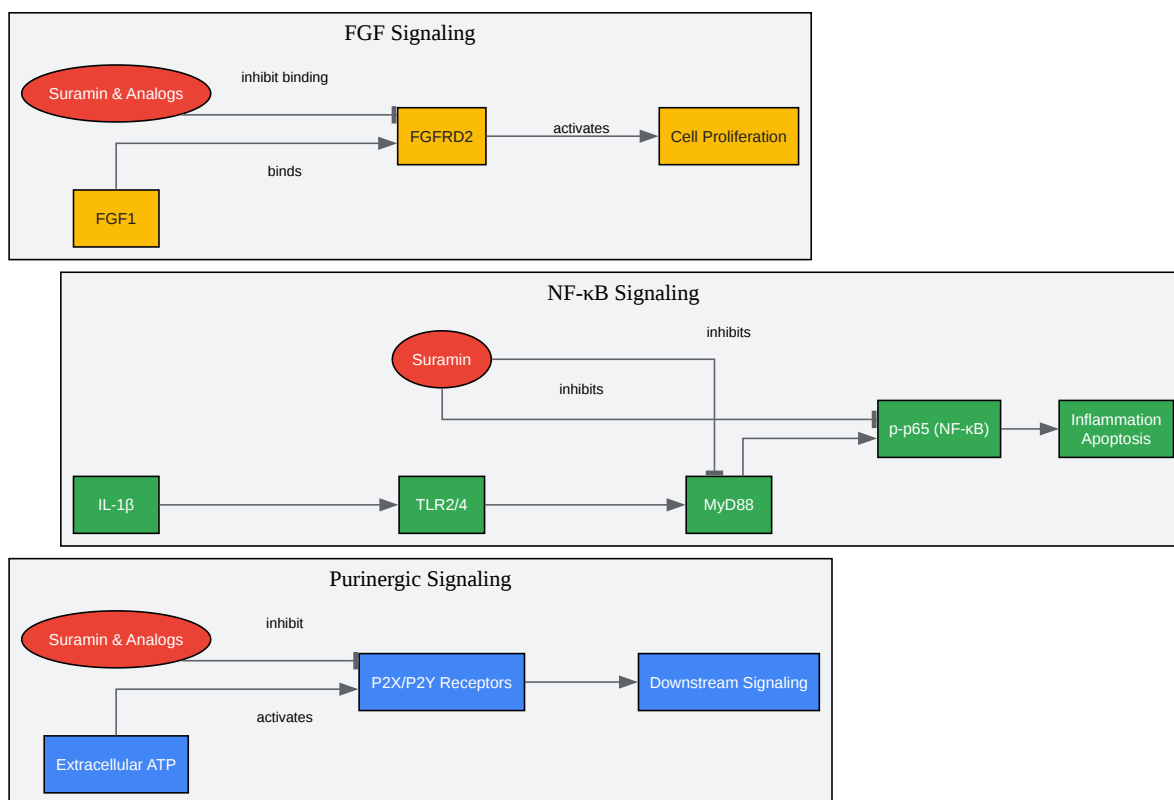 FGF Signaling
Suramin & Analogs
inhibit binding
FGFRD2
activates
Cell Proliferation
binds
FGF1
NF-κB Signaling
Suramin
inhibits
inhibits
p-p65 (NF-κB)
Inflammation
Apoptosis
IL-1β
TLR2/4
MyD88
Purinergic Signaling
Suramin & Analogs
inhibit
P2X/P2Y Receptors
Downstream Signaling
activates
Extracellular ATP